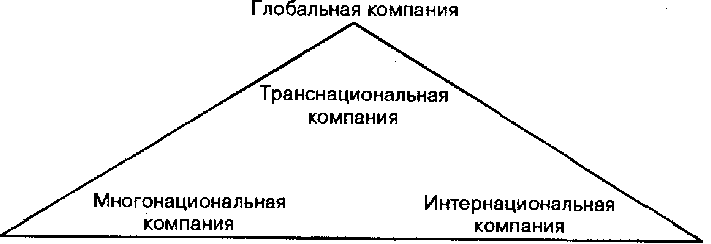 Глобальная компания
Транснациональная
компания
Многонациональная
компания
Интернациональная
компания